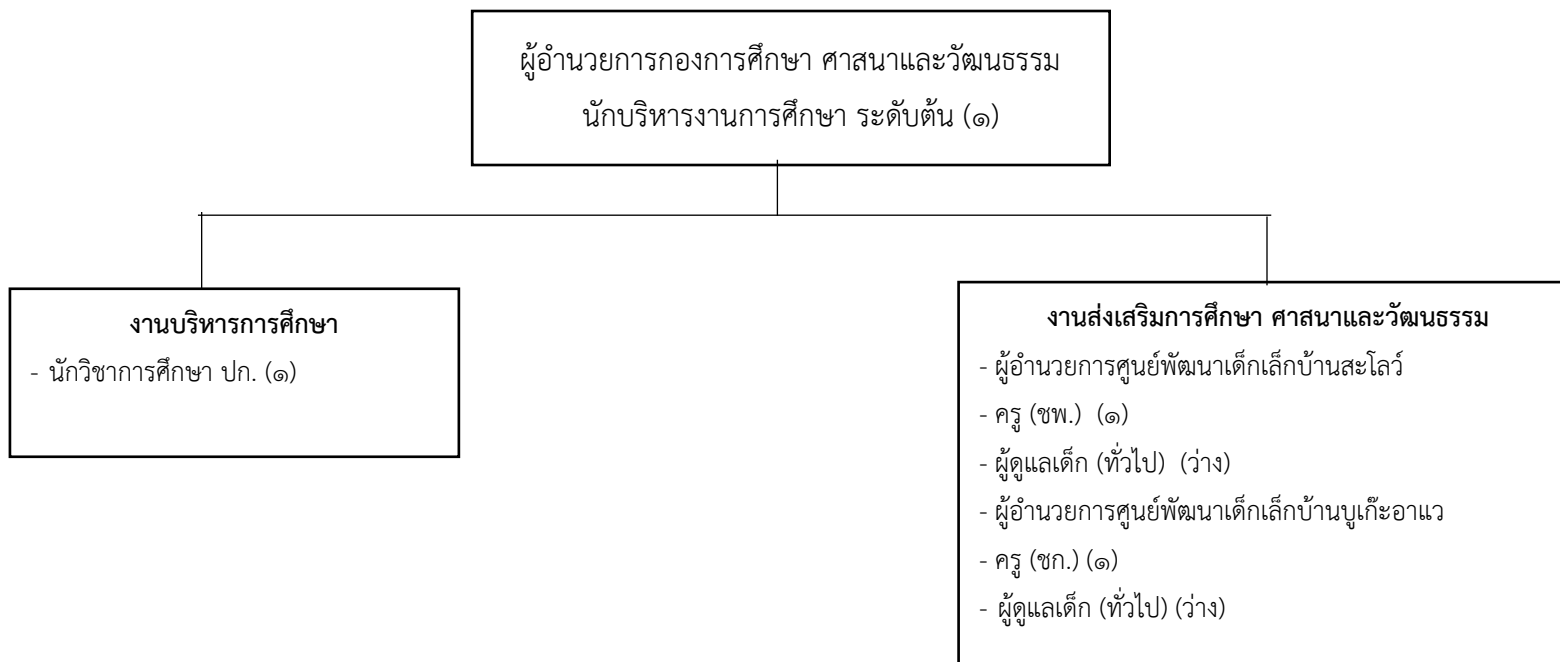 ผู้อำนวยการกองการศึกษา ศาสนาและวัฒนธรรม
นักบริหารงานการศึกษา ระดับต้น (๑)
งานบริหารการศึกษา
- นักวิชาการศึกษา ปก. (๑)
งานส่งเสริมการศึกษา ศาสนาและวัฒนธรรม
- ผู้อำนวยการศูนย์พัฒนาเด็กเล็กบ้านสะโลว์
- ครู (ชพ.) (๑)
- ผู้ดูแลเด็ก (ทั่วไป) (ว่าง)
- ผู้อำนวยการศูนย์พัฒนาเด็กเล็กบ้านบูเก๊ะอาแว
- ครู (ชก.) (๑)
- ผู้ดูแลเด็ก (ทั่วไป) (ว่าง)